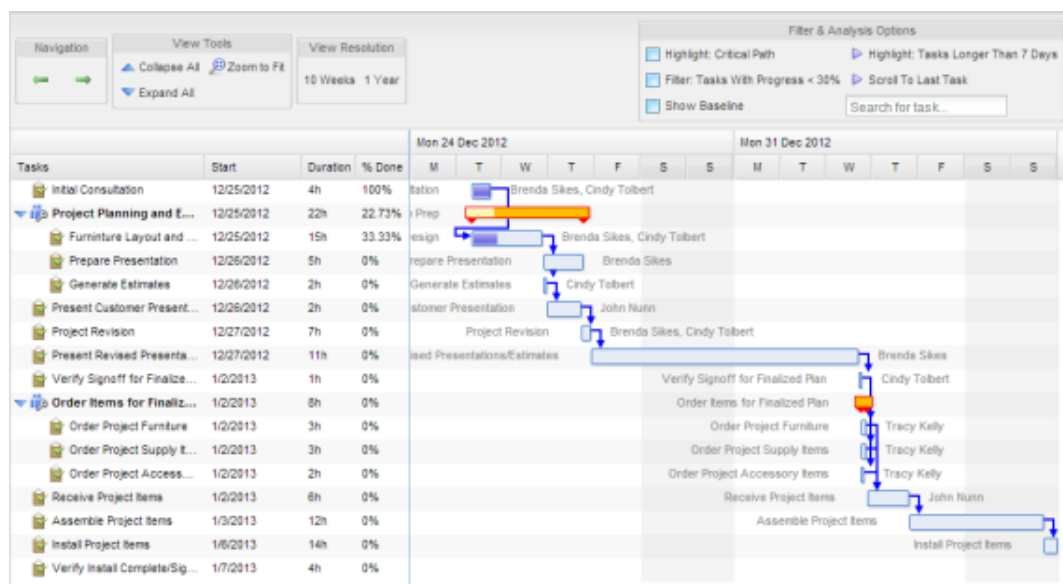 Navigation
View Tools
Collapse All Zoom to Fit
Expand All
View Resolution
10 Weeks 1 Year
Filter & Analysis Options
Highlight: Critical Path Highlight: Tasks Longer Than 7 Days
Filter: Tasks With Progress < 30% Scroll To Last Task
Show Baseline Search for task...
Mon 24 Dec 2012 Mon 31 Dec 2012
Tasks Start Duration % Done M T W T F S S M T W T F S S
Initial Consultation 12/25/2012 4h 100% ltation Brenda Sikes, Cindy Tolbert
Project Planning and E... 12/25/2012 22h 22.73% Prep
Furninture Layout and ... 12/25/2012 15h 33.33% esign Brenda Sikes, Cindy Tolbert
Prepare Presentation 12/26/2012 5h 0% repare Presentation Brenda Sikes
Generate Estimates 12/26/2012 2h 0% Generate Estimates Cindy Tolbert
Present Customer Present... 12/26/2012 2h 0% stomer Presentation John Nunn
Project Revision 12/27/2012 7h 0% Project Revision Brenda Sikes, Cindy Tolbert
Present Revised Presenta... 12/27/2012 11h 0% ised Presentations/Estimates Brenda Sikes
Verify Signoff for Finalize... 1/2/2013 1h 0% Verify Signoff for Finalized Plan Cindy Tolbert
Order Items for Finaliz... 1/2/2013 8h 0% Order Items for Finalized Plan
Order Project Furniture 1/2/2013 3h 0% Order Project Furniture Tracy Kelly
Order Project Supply It... 1/2/2013 3h 0% Order Project Supply Items Tracy Kelly
Order Project Access... 1/2/2013 2h 0% Order Project Accessory Items Tracy Kelly
Receive Project Items 1/2/2013 6h 0% Receive Project Items John Nunn
Assemble Project Items 1/3/2013 12h 0% Assemble Project Items
Install Project Items 1/6/2013 14h 0% Install Project Items
Verify Install Complete/Sig... 1/7/2013 4h 0%